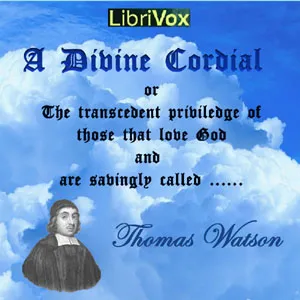 LibriVox
A Divine Cordial
or
The transcedent priviledge of
those that love God
and
are savingly called ......
Thomas Watson